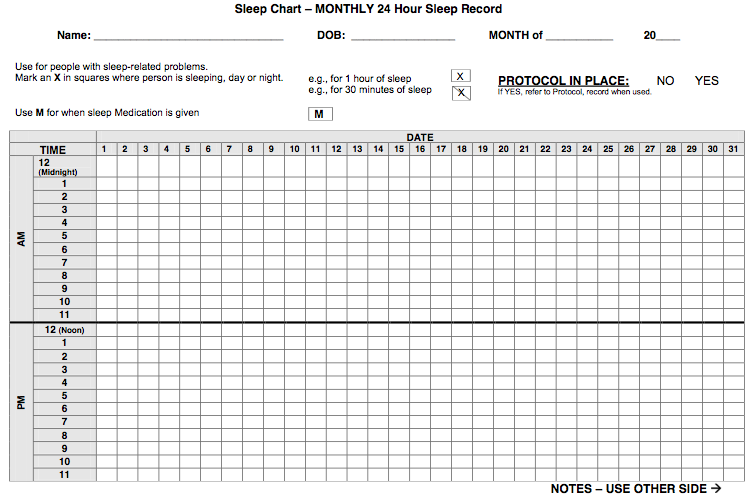 Sleep Chart – MONTHLY 24 Hour Sleep Record
Name: ____________________ DOB: ____________________ MONTH of ____________ 20____
Use for people with sleep-related problems.
Mark an X in squares where person is sleeping, day or night.
e.g., for 1 hour of sleep X
e.g., for 30 minutes of sleep X
PROTOCOL IN PLACE: NO YES
If YES, refer to Protocol, record when used.
Use M for when sleep Medication is given M
DATE
TIME 1 2 3 4 5 6 7 8 9 10 11 12 13 14 15 16 17 18 19 20 21 22 23 24 25 26 27 28 29 30 31
AM
12
(Midnight)
1
2
3
4
5
6
7
8
9
10
11
PM
12 (Noon)
1
2
3
4
5
6
7
8
9
10
11
NOTES – USE OTHER SIDE →